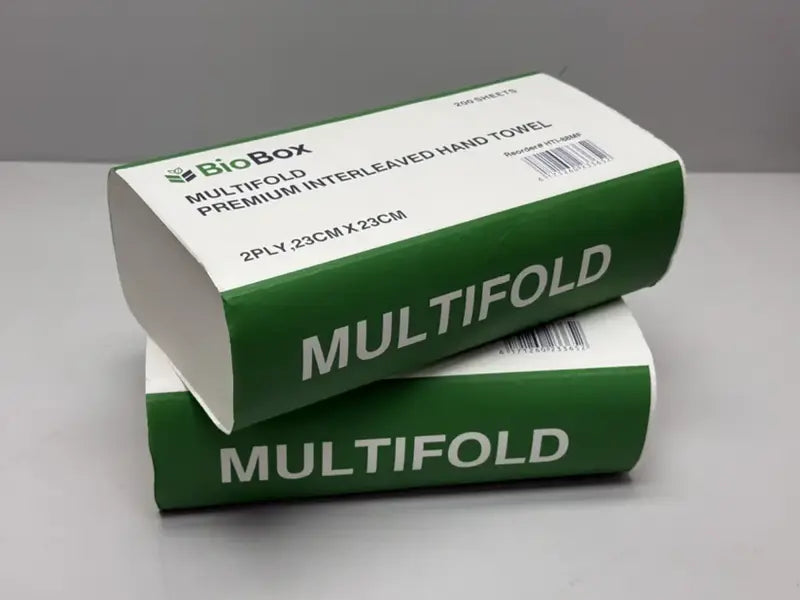 200 SHEETS
BioBox
MULTIFOLD
PREMIUM INTERLEAVED HAND TOWEL
Reorder# HTI-88MF
2PLY,23CM X 23CM
MULTIFOLD
MULTIFOLD